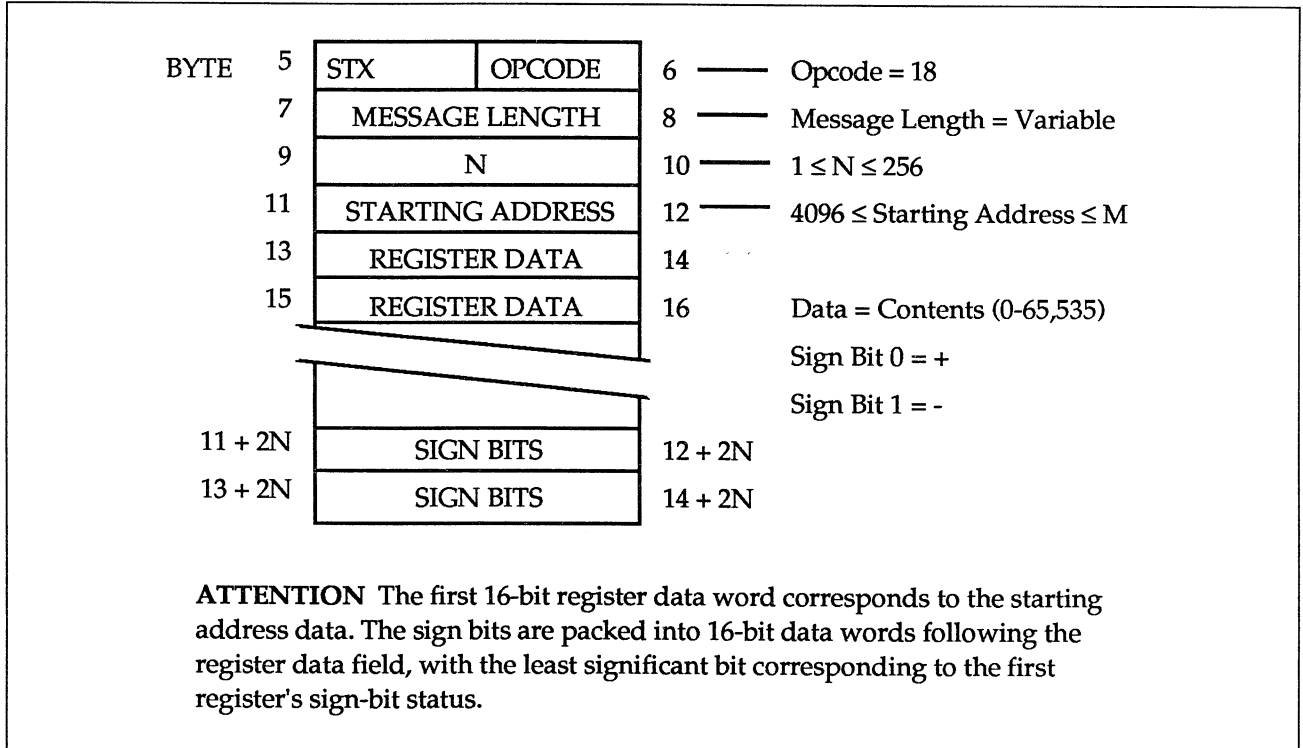 BYTE 5 STX OPCODE 6 Opcode = 18
7 MESSAGE LENGTH 8 Message Length = Variable
9 N 10 1 ≤ N ≤ 256
11 STARTING ADDRESS 12 4096 ≤ Starting Address ≤ M
13 REGISTER DATA 14
15 REGISTER DATA 16 Data = Contents (0-65,535)
Sign Bit 0 = +
Sign Bit 1 = -
11 + 2N SIGN BITS 12 + 2N
13 + 2N SIGN BITS 14 + 2N
ATTENTION The first 16-bit register data word corresponds to the starting
address data. The sign bits are packed into 16-bit data words following the
register data field, with the least significant bit corresponding to the first
register's sign-bit status.